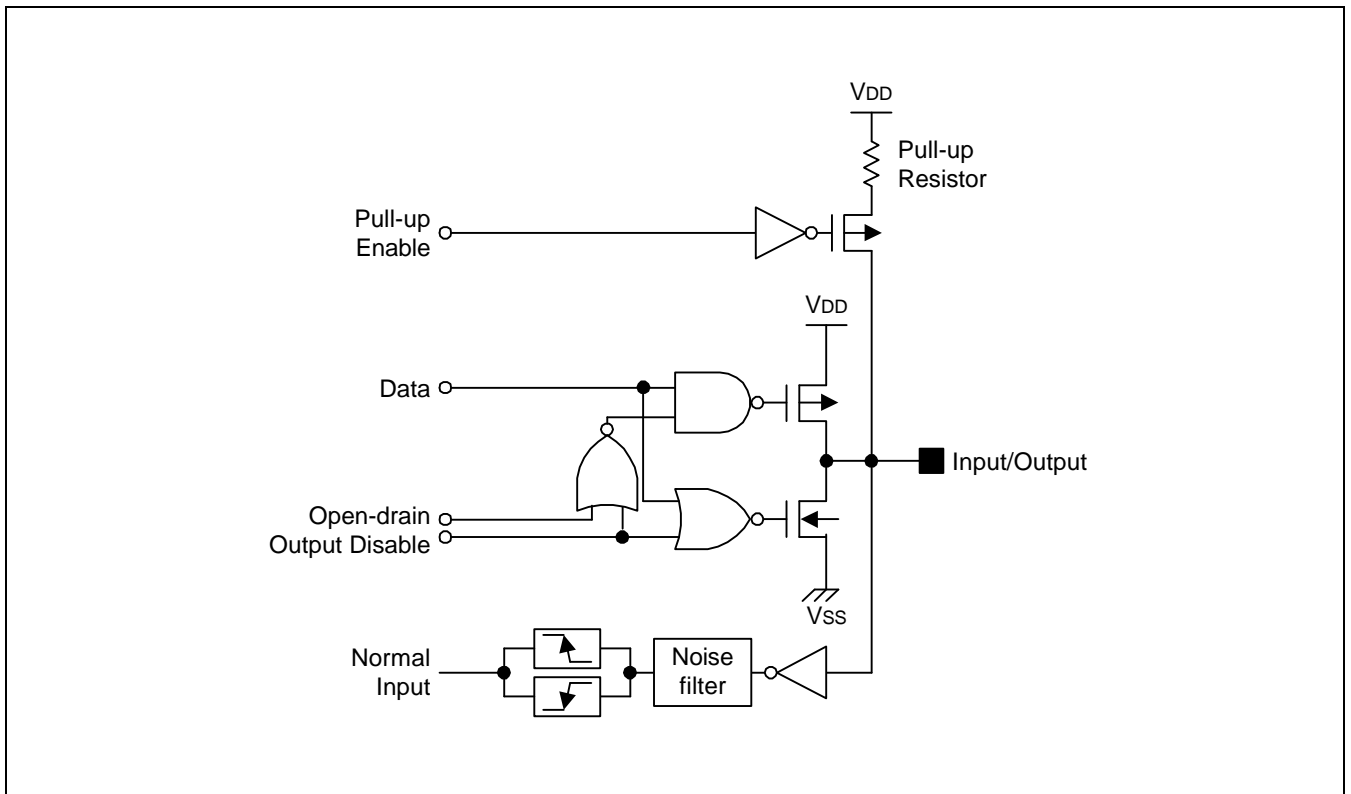 VDD
Pull-up
Resistor
Pull-up
Enable
VDD
Data
Input/Output
Open-drain
Output Disable
VSS
Normal
Input
Noise
filter